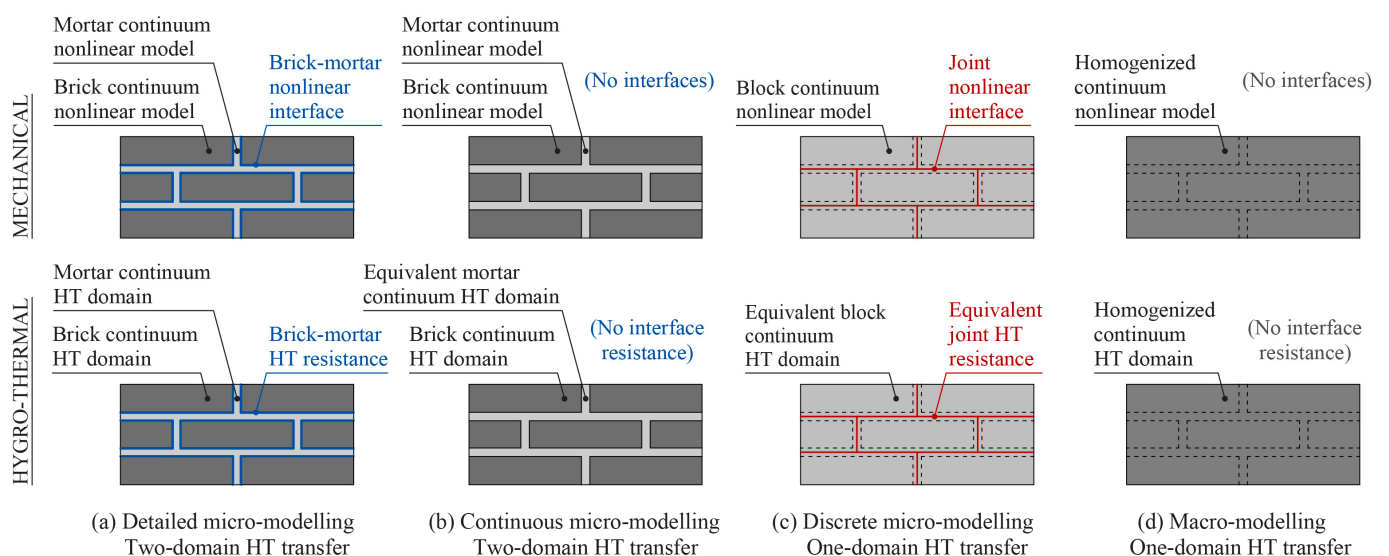 MECHANICAL
Mortar continuum
nonlinear model
Brick continuum
nonlinear model
Brick-mortar
nonlinear
interface
Mortar continuum
nonlinear model
Brick continuum
nonlinear model
(No interfaces)
Block continuum
nonlinear model
Joint
nonlinear
interface
Homogenized
continuum
nonlinear model
(No interfaces)
HYGRO-THERMAL
Mortar continuum
HT domain
Brick continuum
HT domain
Brick-mortar
HT resistance
Equivalent mortar
continuum HT domain
Brick continuum
HT domain
(No interface
resistance)
Equivalent block
continuum
HT domain
Equivalent
joint HT
resistance
Homogenized
continuum
HT domain
(No interface
resistance)
(a) Detailed micro-modelling
Two-domain HT transfer
(b) Continuous micro-modelling
Two-domain HT transfer
(c) Discrete micro-modelling
One-domain HT transfer
(d) Macro-modelling
One-domain HT transfer